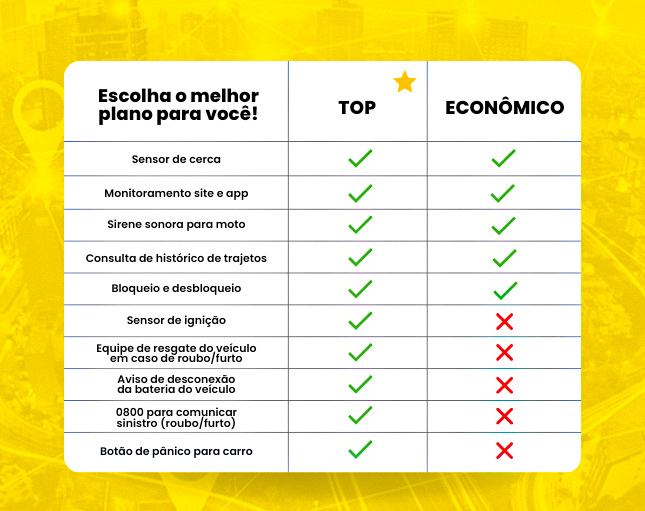 Escolha o melhor
plano para você!
TOP
ECONÔMICO
Sensor de cerca
Monitoramento site e app
Sirene sonora para moto
Consulta de histórico de trajetos
Bloqueio e desbloqueio
Sensor de ignição
Equipe de resgate do veículo
em caso de roubo/furto
Aviso de desconexão
da bateria do veículo
0800 para comunicar
sinistro (roubo/furto)
Botão de pânico para carro